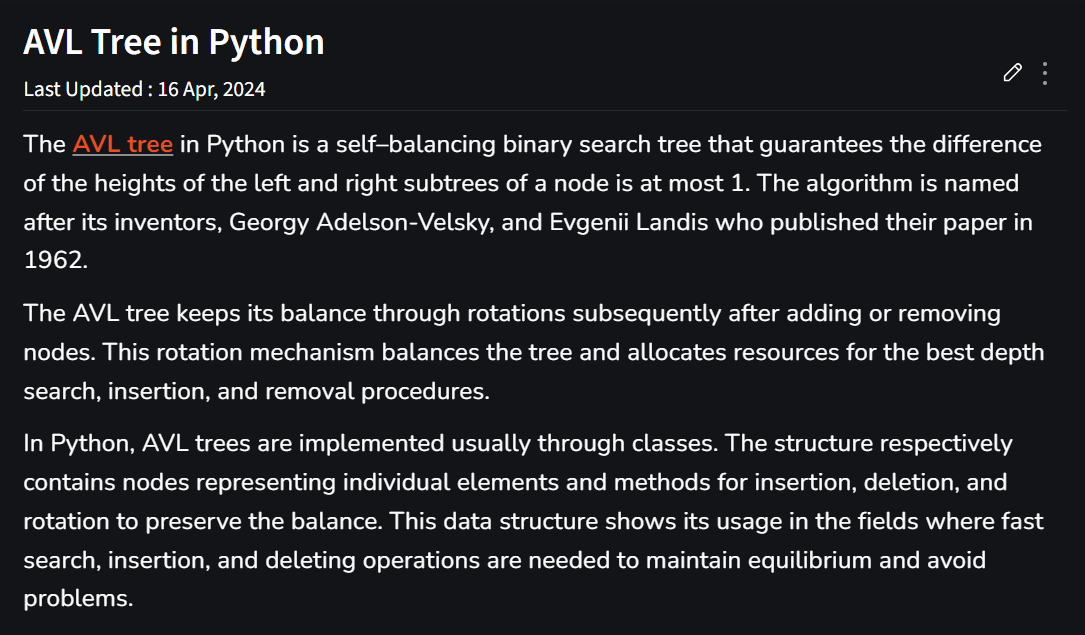 AVL Tree in Python
Last Updated : 16 Apr, 2024
The AVL tree in Python is a self–balancing binary search tree that guarantees the difference
of the heights of the left and right subtrees of a node is at most 1. The algorithm is named
after its inventors, Georgy Adelson-Velsky, and Evgenii Landis who published their paper in
1962.
The AVL tree keeps its balance through rotations subsequently after adding or removing
nodes. This rotation mechanism balances the tree and allocates resources for the best depth
search, insertion, and removal procedures.
In Python, AVL trees are implemented usually through classes. The structure respectively
contains nodes representing individual elements and methods for insertion, deletion, and
rotation to preserve the balance. This data structure shows its usage in the fields where fast
search, insertion, and deleting operations are needed to maintain equilibrium and avoid
problems.